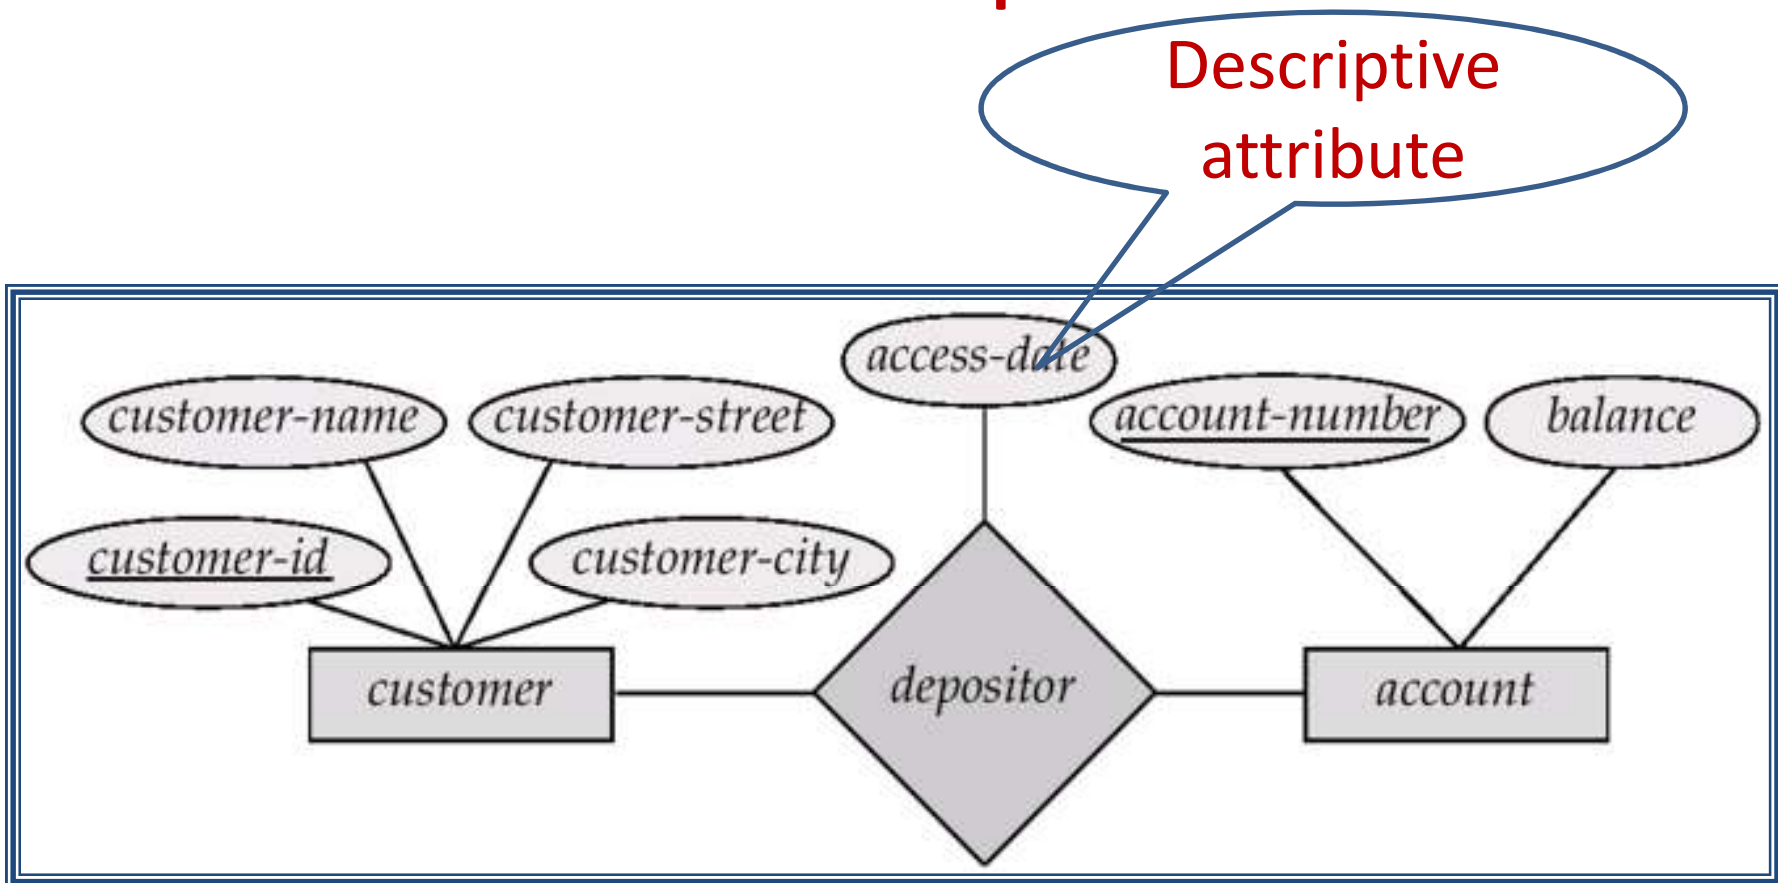 Descriptive
attribute
access-date
customer-name
customer-street
account-number
balance
customer-id
customer-city
customer
depositor
account